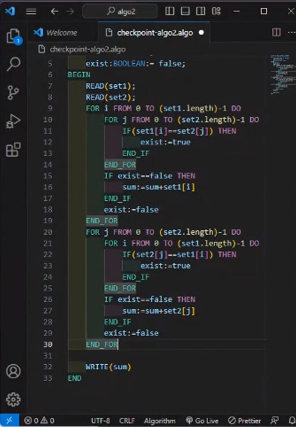 algo2
Welcome
checkpoint-algo2.algo
checkpoint-algo2.algo
5 exist:BOOLEAN:= false;
6 BEGIN
7 READ(set1);
8 READ(set2);
9 FOR i FROM 0 TO (set1.length)-1 DO
10 FOR j FROM 0 TO (set2.length)-1 DO
11 IF(set1[i]==set2[j]) THEN
12 exist:=true
13 END_IF
14 END_FOR
15 IF exist==false THEN
16 sum:=sum+set1[i]
17 END_IF
18 exist:=false
19 END_FOR
20 FOR j FROM 0 TO (set2.length)-1 DO
21 FOR i FROM 0 TO (set1.length)-1 DO
22 IF(set2[j]==set1[i]) THEN
23 exist:=true
24 END_IF
25 END_FOR
26 IF exist==false THEN
27 sum:=sum+set2[j]
28 END_IF
29 exist:=false
30 END_FOR
31
32 WRITE(sum)
33 END
0 0 UTF-8 CRLF Algorithm Go Live Prettier